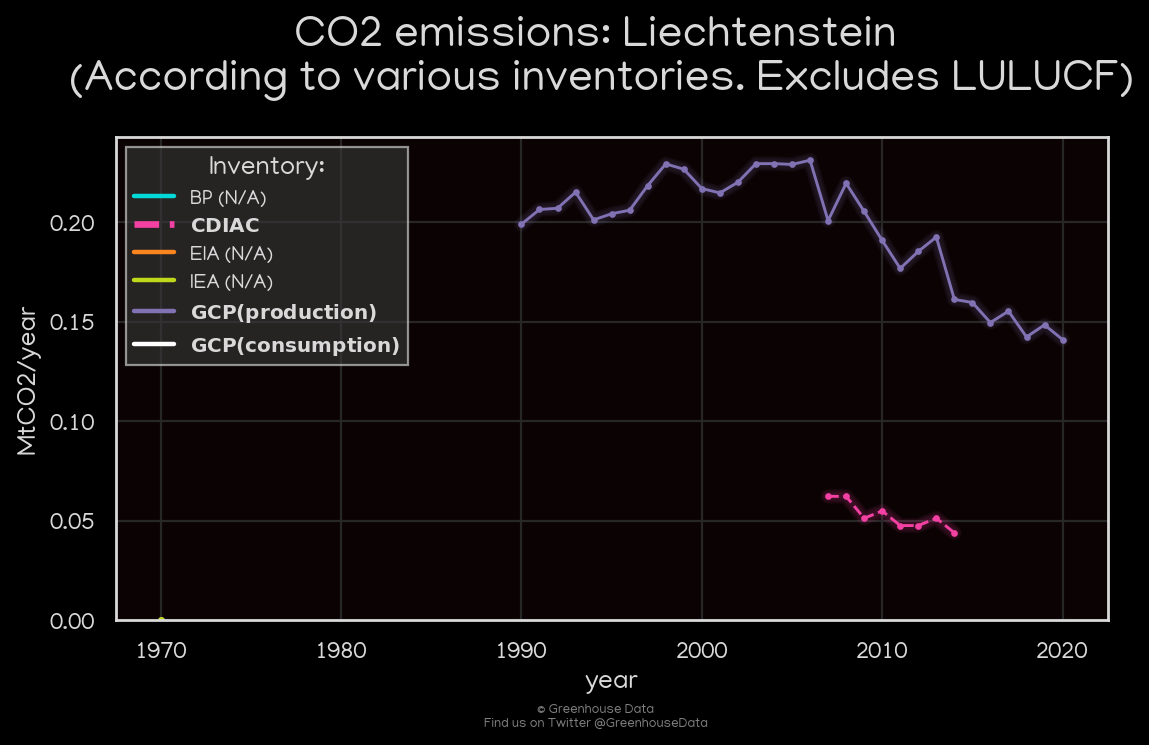 CO2 emissions: Liechtenstein
(According to various inventories. Excludes LULUCF)
Inventory:
BP (N/A)
CDIAC
EIA (N/A)
IEA (N/A)
GCP(production)
GCP(consumption)
MtCO2/year
0.20
0.15
0.10
0.05
0.00
1970 1980 1990 2000 2010 2020
year
© Greenhouse Data
Find us on Twitter @GreenhouseData